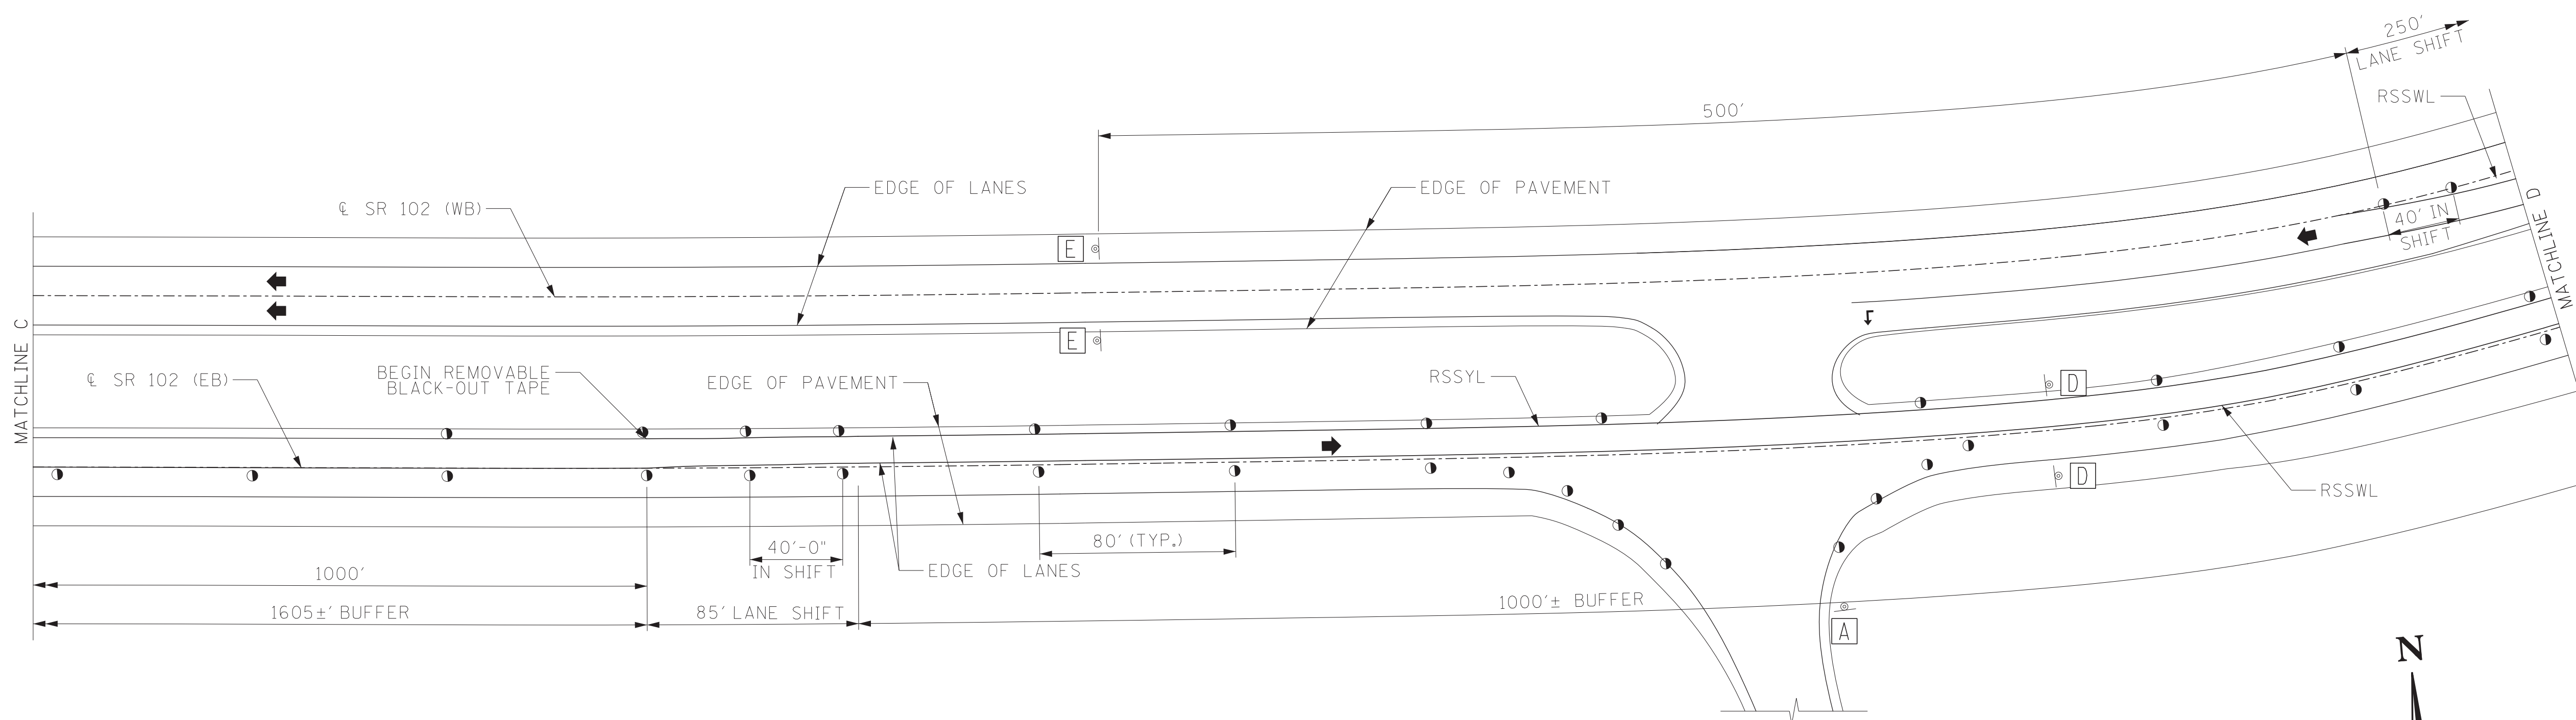 250'
LANE SHIFT
RSSWL
500'
EDGE OF LANES
EDGE OF PAVEMENT
℄ SR 102 (WB)
40' IN
SHIFT
MATCHLINE D
E
E
MATCHLINE C
℄ SR 102 (EB)
BEGIN REMOVABLE
BLACK-OUT TAPE
EDGE OF PAVEMENT
RSSYL
D
D
RSSWL
40'-0"
IN SHIFT
80' (TYP.)
EDGE OF LANES
1000'
1605±' BUFFER
85' LANE SHIFT
1000'± BUFFER
A
N